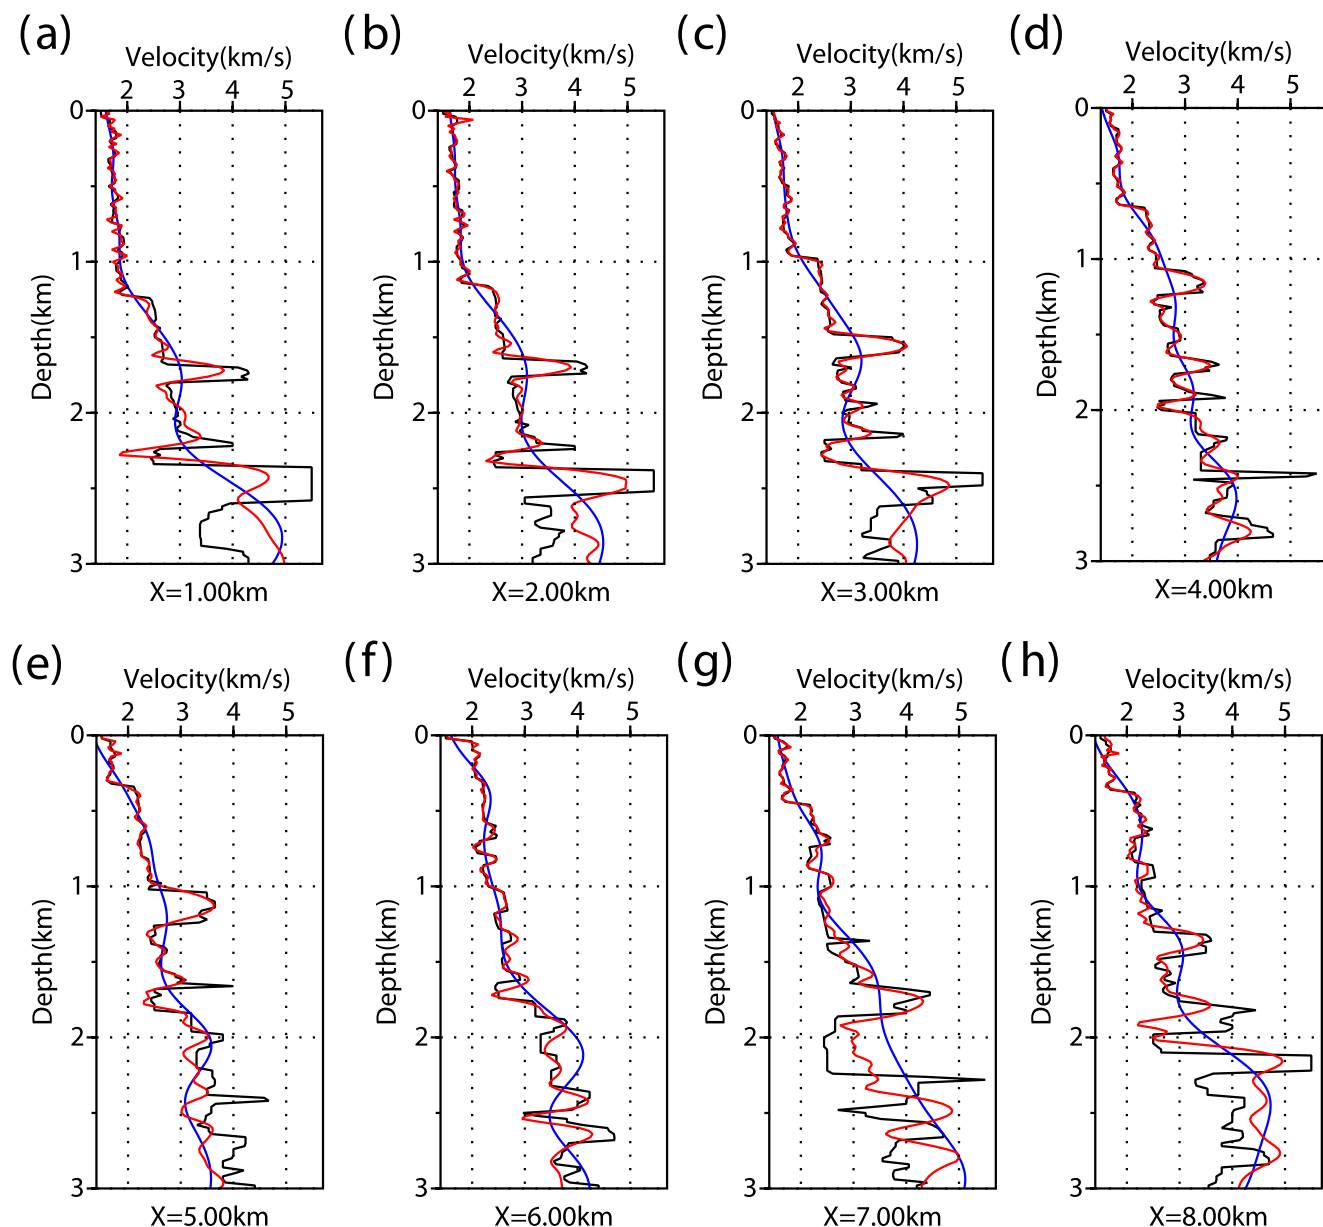 (a) (b) (c) (d)
Velocity(km/s) Velocity(km/s) Velocity(km/s) Velocity(km/s)
2 3 4 5 2 3 4 5 2 3 4 5 2 3 4 5
0 0 0 0
1 1 1 1
Depth(km) Depth(km) Depth(km) Depth(km)
2 2 2 2
3 3 3 3
X=1.00km X=2.00km X=3.00km X=4.00km
(e) (f) (g) (h)
Velocity(km/s) Velocity(km/s) Velocity(km/s) Velocity(km/s)
2 3 4 5 2 3 4 5 2 3 4 5 2 3 4 5
0 0 0 0
1 1 1 1
Depth(km) Depth(km) Depth(km) Depth(km)
2 2 2 2
3 3 3 3
X=5.00km X=6.00km X=7.00km X=8.00km